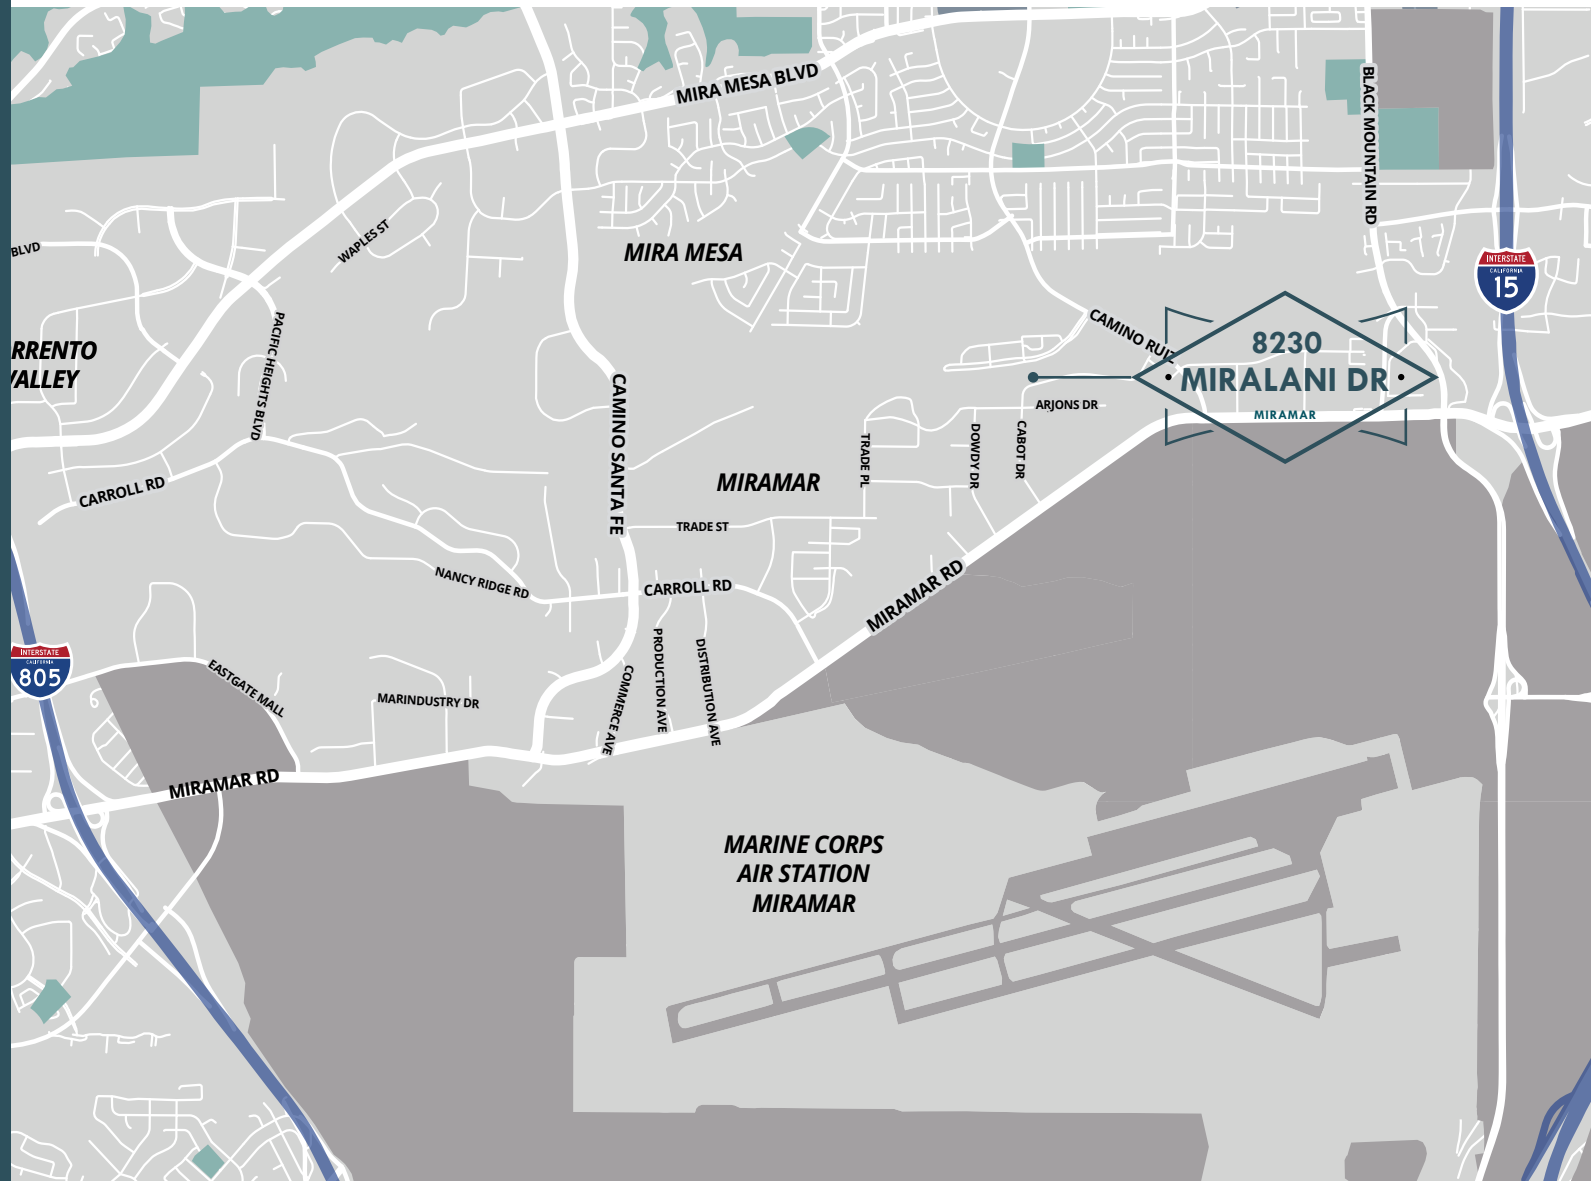 MIRA MESA BLVD
BLACK MOUNTAIN RD
WAPLES ST
BLVD
MIRA MESA
INTERSTATE
CALIFORNIA
15
PACIFIC HEIGHTS BLVD
RRENTO
VALLEY
CAMINO RUIZ
8230
MIRALANI DR
MIRAMAR
ARJONS DR
CAMINO SANTA FE
TRADE PL
DOWDY DR
CABOT DR
CARROLL RD
MIRAMAR
TRADE ST
NANCY RIDGE RD
CARROLL RD
MIRAMAR RD
INTERSTATE
CALIFORNIA
805
EASTGATE MALL
MARINDUSTRY DR
COMMERCE AVE
PRODUCTION AVE
DISTRIBUTION AVE
MIRAMAR RD
MARINE CORPS
AIR STATION
MIRAMAR